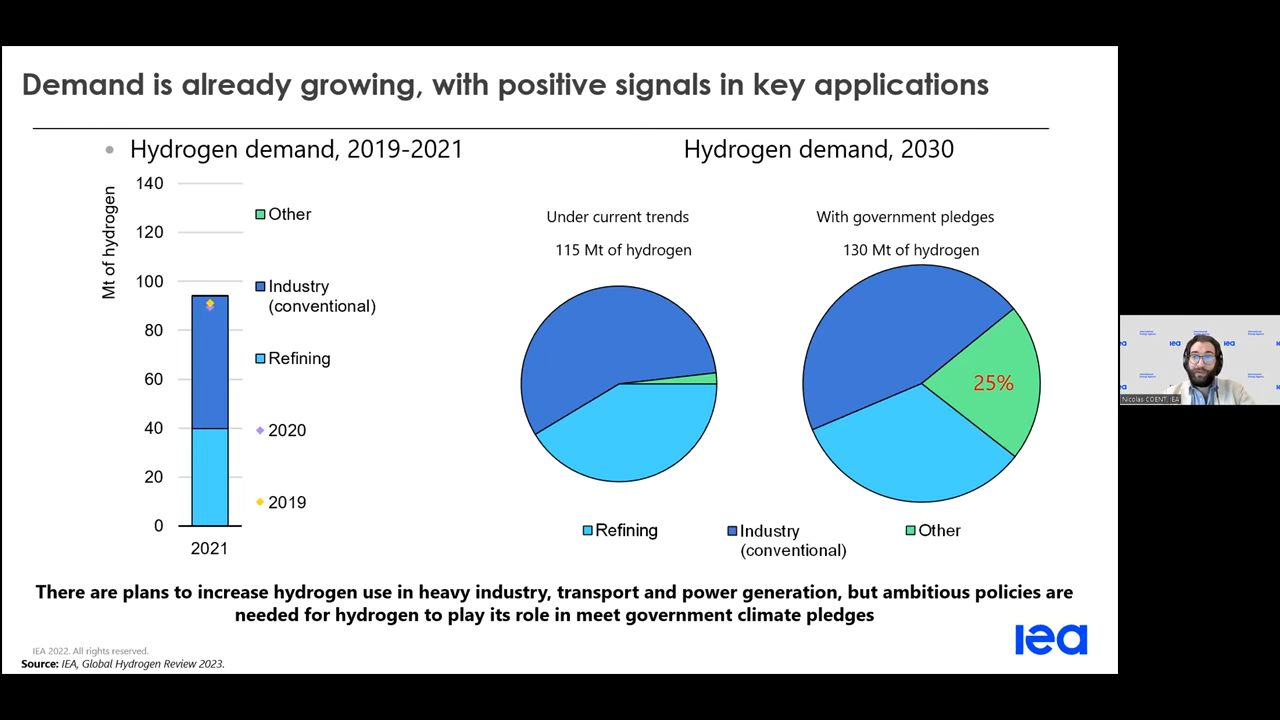 Demand is already growing, with positive signals in key applications
• Hydrogen demand, 2019-2021
Mt of hydrogen
140
120
100
80
60
40
20
0
2021
Other
Industry
(conventional)
Refining
2020
2019
Hydrogen demand, 2030
Under current trends
115 Mt of hydrogen
With government pledges
130 Mt of hydrogen
25%
Refining
Industry
(conventional)
Other
There are plans to increase hydrogen use in heavy industry, transport and power generation, but ambitious policies are
needed for hydrogen to play its role in meet government climate pledges
iea
IEA 2022. All rights reserved.
Source: IEA, Global Hydrogen Review 2023.
iea
Nicolas COENT, IEA